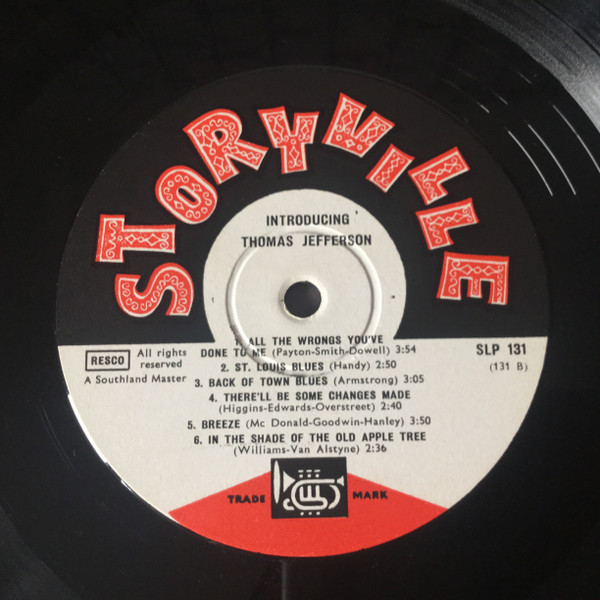 STORYVILLE
INTRODUCING
THOMAS JEFFERSON
1. ALL THE WRONGS YOU'VE
DONE TO ME (Payton-Smith-Dowell) 3:54
2. ST. LOUIS BLUES (Handy) 2:50
3. BACK OF TOWN BLUES (Armstrong) 3:05
4. THERE'LL BE SOME CHANGES MADE
(Higgins-Edwards-Overstreet) 2:40
5. BREEZE (Mc Donald-Goodwin-Hanley) 3:50
6. IN THE SHADE OF THE OLD APPLE TREE
(Williams-Van Alstyne) 2:36
RESCO
All rights
reserved
A Southland Master
SLP 131
(131 B)
TRADE MARK